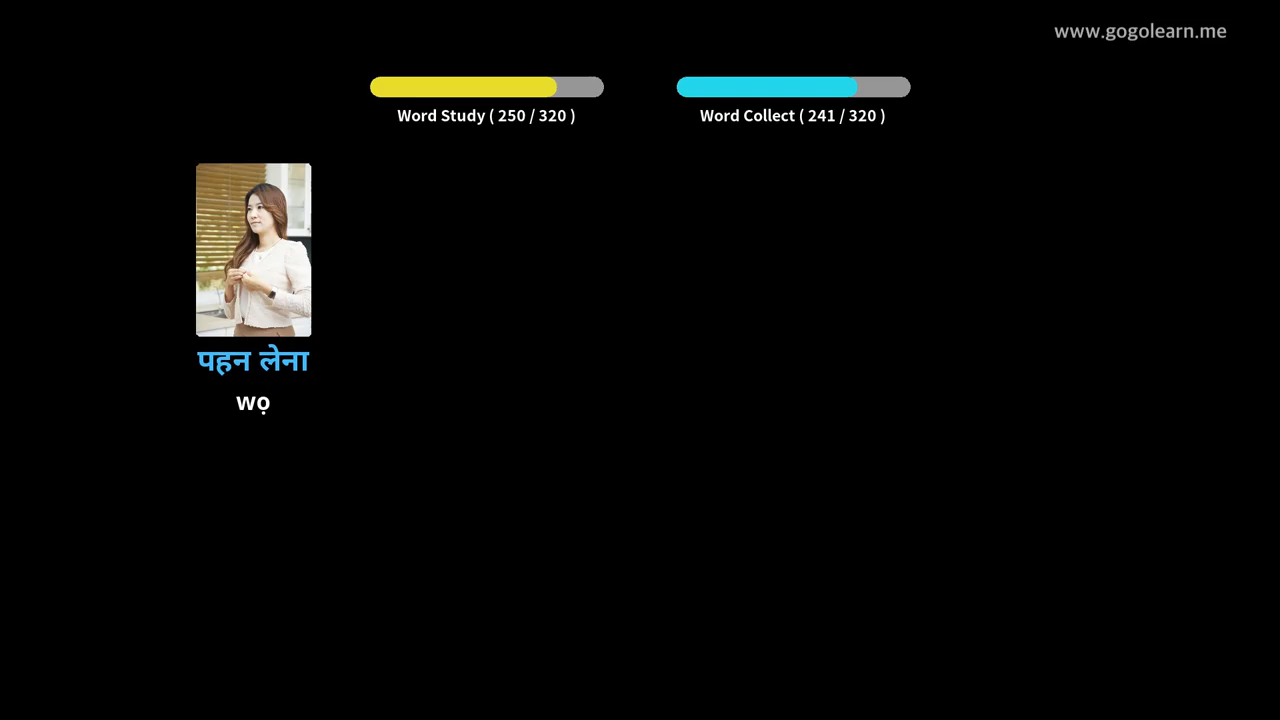 www.gogolearn.me
Word Study ( 250 / 320 )
Word Collect ( 241 / 320 )
पहन लेना
wọ